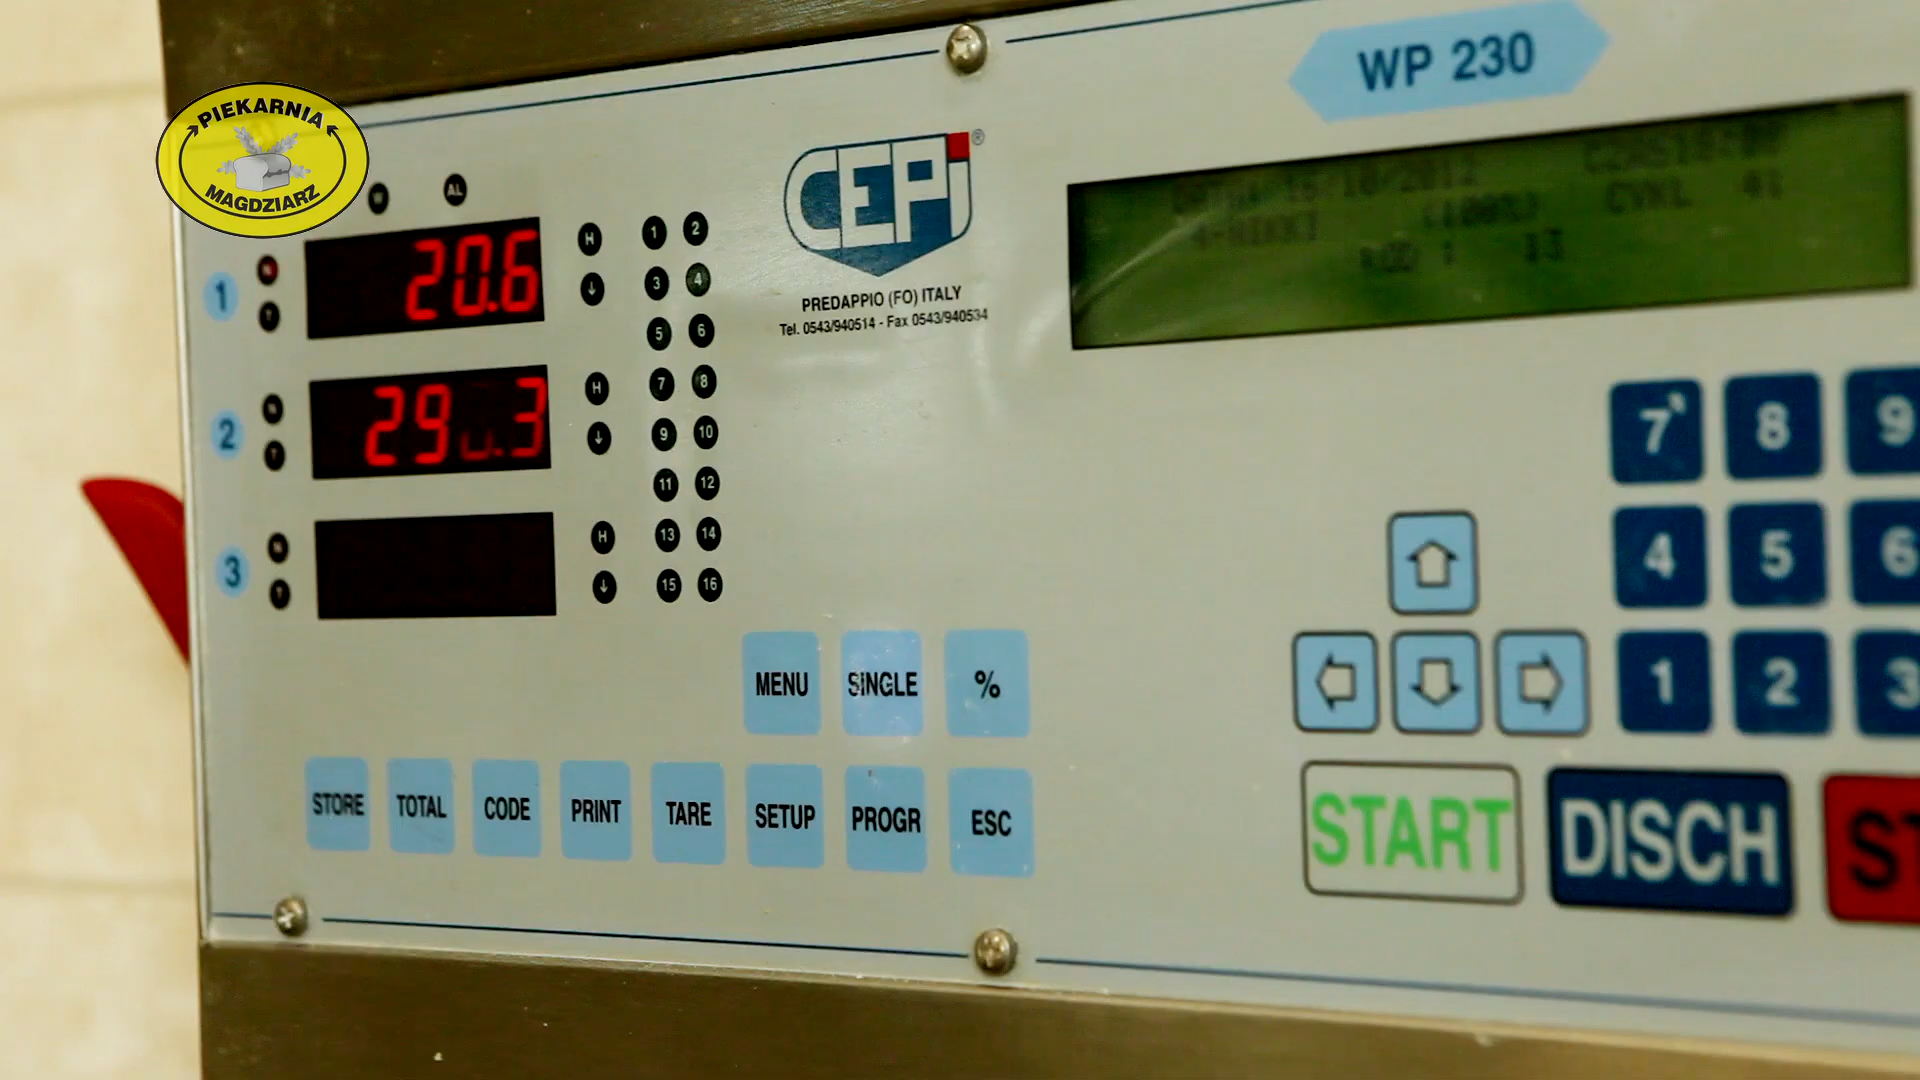 PIEKARNIA
MAGDZIARZ
WP 230
CEPi®
PREDAPPIO (FO) ITALY
Tel. 0543/940514 - Fax 0543/940534
W AL
1 N T 20.6 H ↓
2 N T H ↓
3 N T H ↓
1 2
3 4
5 6
7 8
9 10
11 12
13 14
15 16
MENU SINGLE %
STORE TOTAL CODE PRINT TARE SETUP PROGR ESC
7 8 9
4 5 6
1 2 3
START DISCH